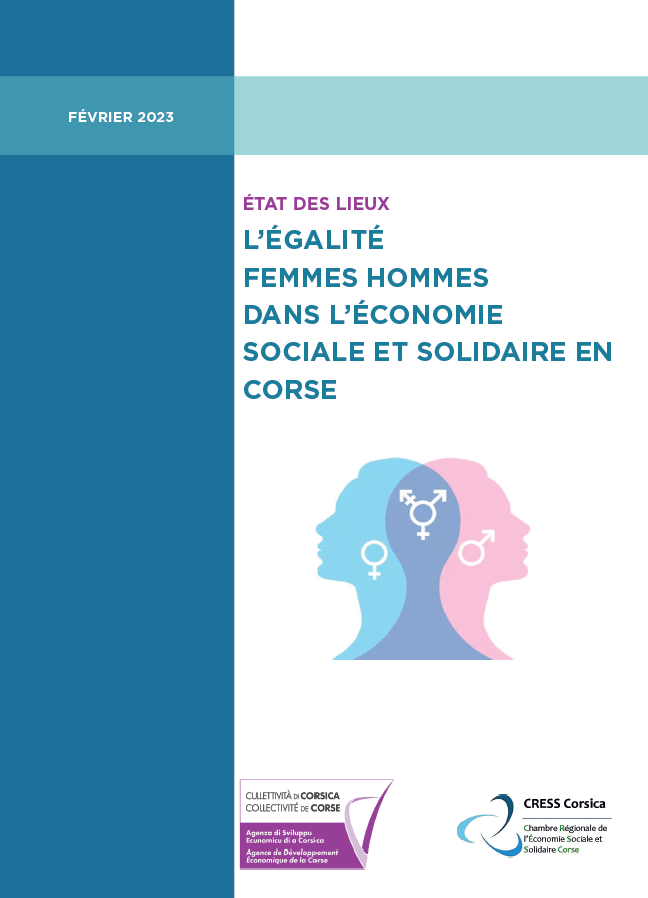 FÉVRIER 2023
ÉTAT DES LIEUX
L’ÉGALITÉ
FEMMES HOMMES
DANS L’ÉCONOMIE
SOCIALE ET SOLIDAIRE EN
CORSE
CULLETTIVITÀ DI CORSICA
COLLECTIVITÉ DE CORSE
Agenza di Sviluppu
Ecunomicu di a Corsica
Agence de Développement
Économique de la Corse
CRESS Corsica
Chambre Régionale de
l'Économie Sociale et
Solidaire Corse